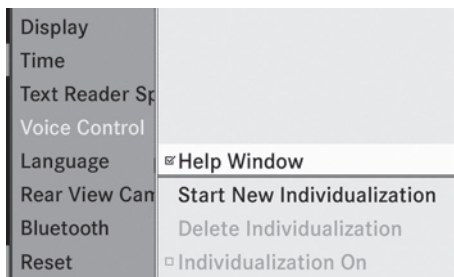 Display
Time
Text Reader Sp
Voice Control
Language
Rear View Cam
Bluetooth
Reset
Help Window
Start New Individualization
Delete Individualization
Individualization On